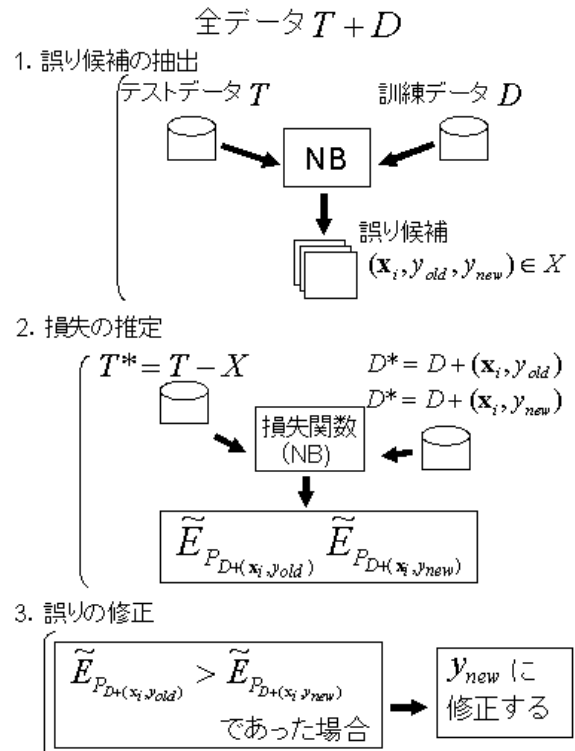 全データ T + D
1. 誤り候補の抽出
テストデータ T 訓練データ D
NB
誤り候補
(x_i, y_old, y_new) ∈ X
2. 損失の推定
T* = T − X
D* = D + (x_i, y_old)
D* = D + (x_i, y_new)
損失関数
(NB)
Ẽ_{P_{D+(x_i,y_old)}} Ẽ_{P_{D+(x_i,y_new)}}
3. 誤りの修正
Ẽ_{P_{D+(x_i,y_old)}} > Ẽ_{P_{D+(x_i,y_new)}}
であった場合
y_new に
修正する